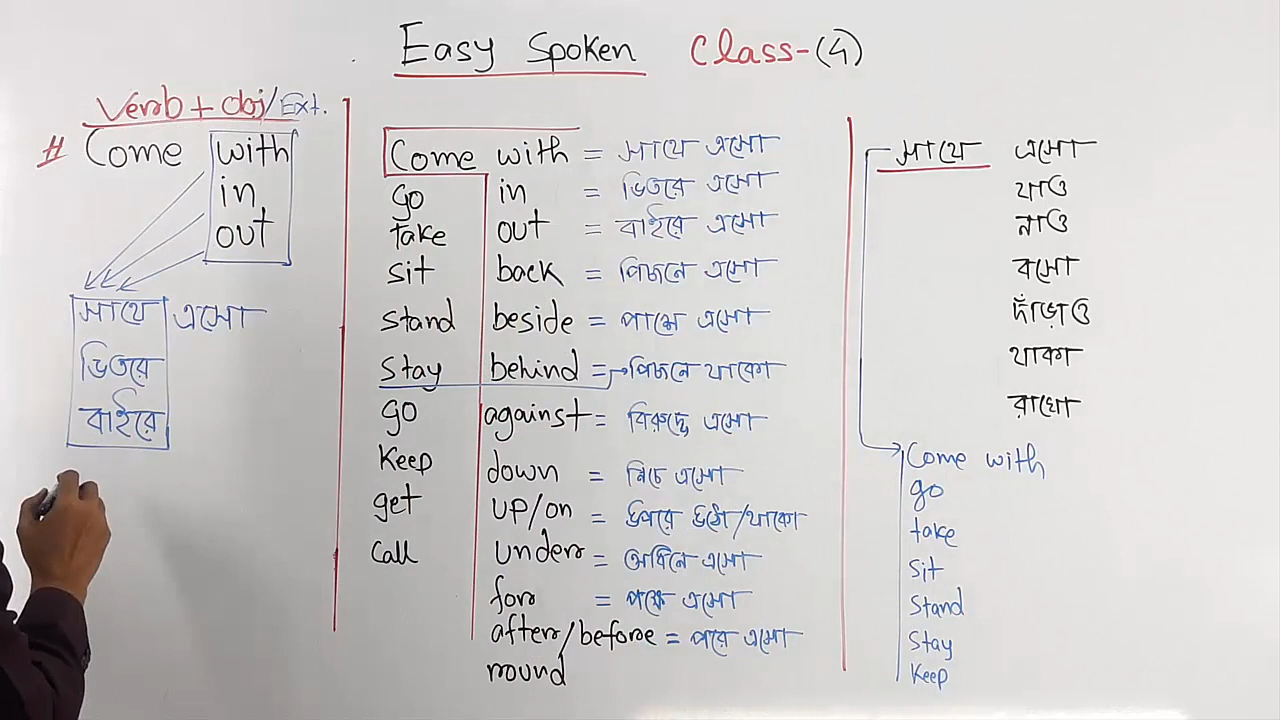 Easy Spoken Class-(4)
Verb + obj/Ext.
# Come with
in
out
সাথে এসো
ভিতরে
বাইরে
Come with = সাথে এসো
go in = ভিতরে এসো
take out = বাইরে এসো
sit back = পিছনে এসো
stand beside = পাশে এসো
stay behind = পিছনে থাকো
go against = বিরুদ্ধে এসো
keep down = নিচে এসো
get up/on = উপরে উঠো/থাকো
call under = অধিনে এসো
for = পক্ষে এসো
after/before = পরে এসো
round
সাথে এসো
যাও
নাও
বসো
দাঁড়াও
থাকা
রাখো
Come with
go
take
sit
Stand
Stay
Keep